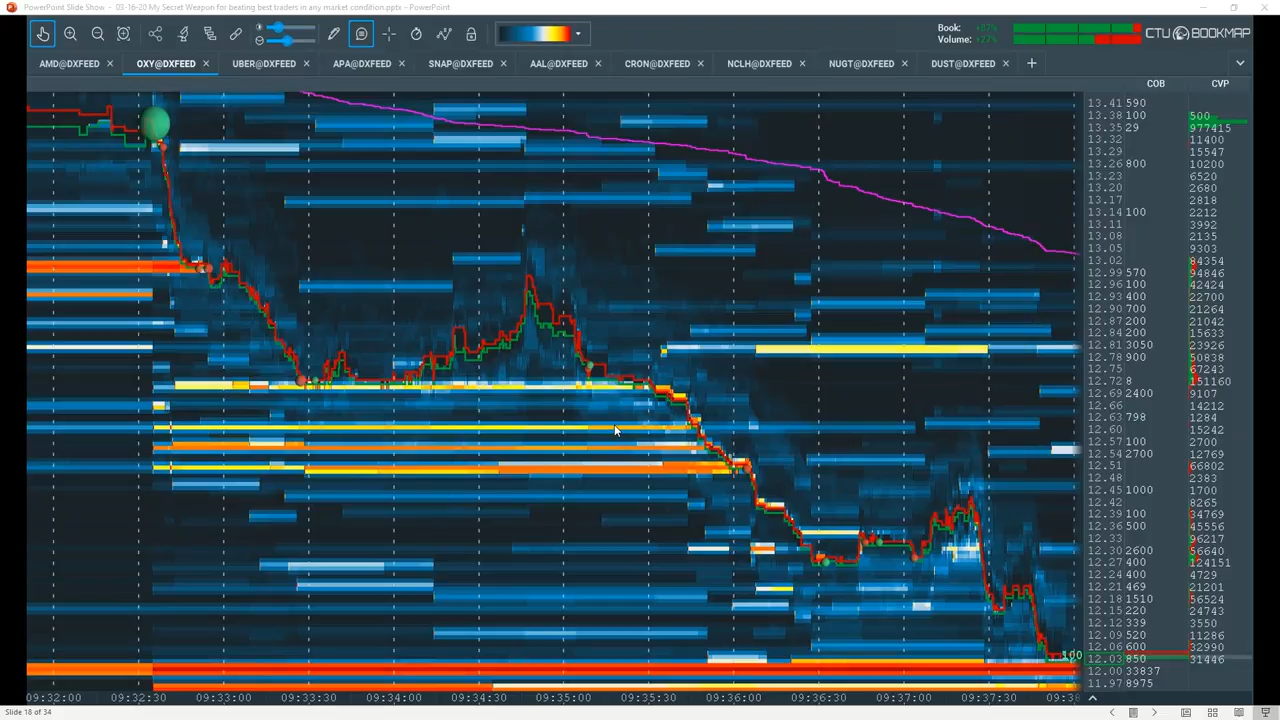 PowerPoint Slide Show - 03-16-20 My Secret Weapon for beating best traders in any market condition.pptx - PowerPoint
Book: +87%
Volume: +27%
CTU BOOKMAP
AMD@DXFEED OXY@DXFEED UBER@DXFEED APA@DXFEED SNAP@DXFEED AAL@DXFEED CRON@DXFEED NCLH@DXFEED NUGT@DXFEED DUST@DXFEED
COB CVP
13.41 590
13.38 100 500
13.35 29 977415
13.32 11400
13.29 15547
13.26 800 10200
13.23 6520
13.20 2680
13.17 2818
13.14 100 2212
13.11 3992
13.08 2135
13.05 9303
13.02 84354
12.99 570 94846
12.96 100 42424
12.93 400 22700
12.90 700 21264
12.87 200 21042
12.84 200 15633
12.81 3050 23926
12.78 900 50838
12.75 67243
12.72 8 151160
12.69 2400 9107
12.66 14212
12.63 798 1284
12.60 15242
12.57 100 2700
12.54 2700 12769
12.51 66802
12.48 2383
12.45 1000 1700
12.42 8265
12.39 100 34769
12.36 500 45556
12.33 96217
12.30 2600 56640
12.27 400 124151
12.24 400 4729
12.21 469 21201
12.18 1510 56524
12.15 220 24743
12.12 339 3550
12.09 520 11286
12.06 600 32990
100 12.03 850 31446
12.00 33837
11.97 8975
09:32:00 09:32:30 09:33:00 09:33:30 09:34:00 09:34:30 09:35:00 09:35:30 09:36:00 09:36:30 09:37:00 09:37:30
Slide 18 of 34